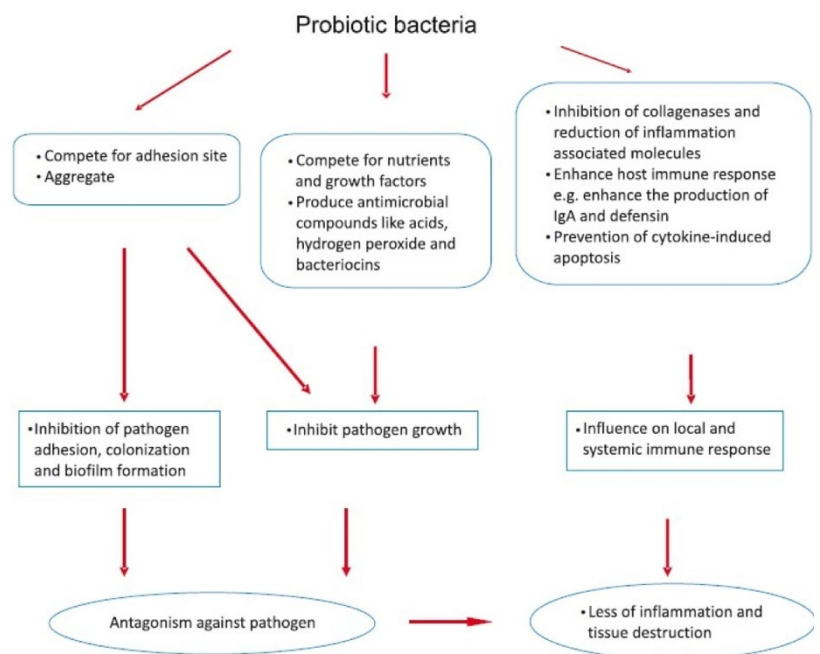 Probiotic bacteria
• Compete for adhesion site
• Aggregate
• Compete for nutrients
and growth factors
• Produce antimicrobial
compounds like acids,
hydrogen peroxide and
bacteriocins
• Inhibition of collagenases and
reduction of inflammation
associated molecules
• Enhance host immune response
e.g. enhance the production of
IgA and defensin
• Prevention of cytokine-induced
apoptosis
• Inhibition of pathogen
adhesion, colonization
and biofilm formation
• Inhibit pathogen growth
• Influence on local and
systemic immune response
Antagonism against pathogen
• Less of inflammation and
tissue destruction